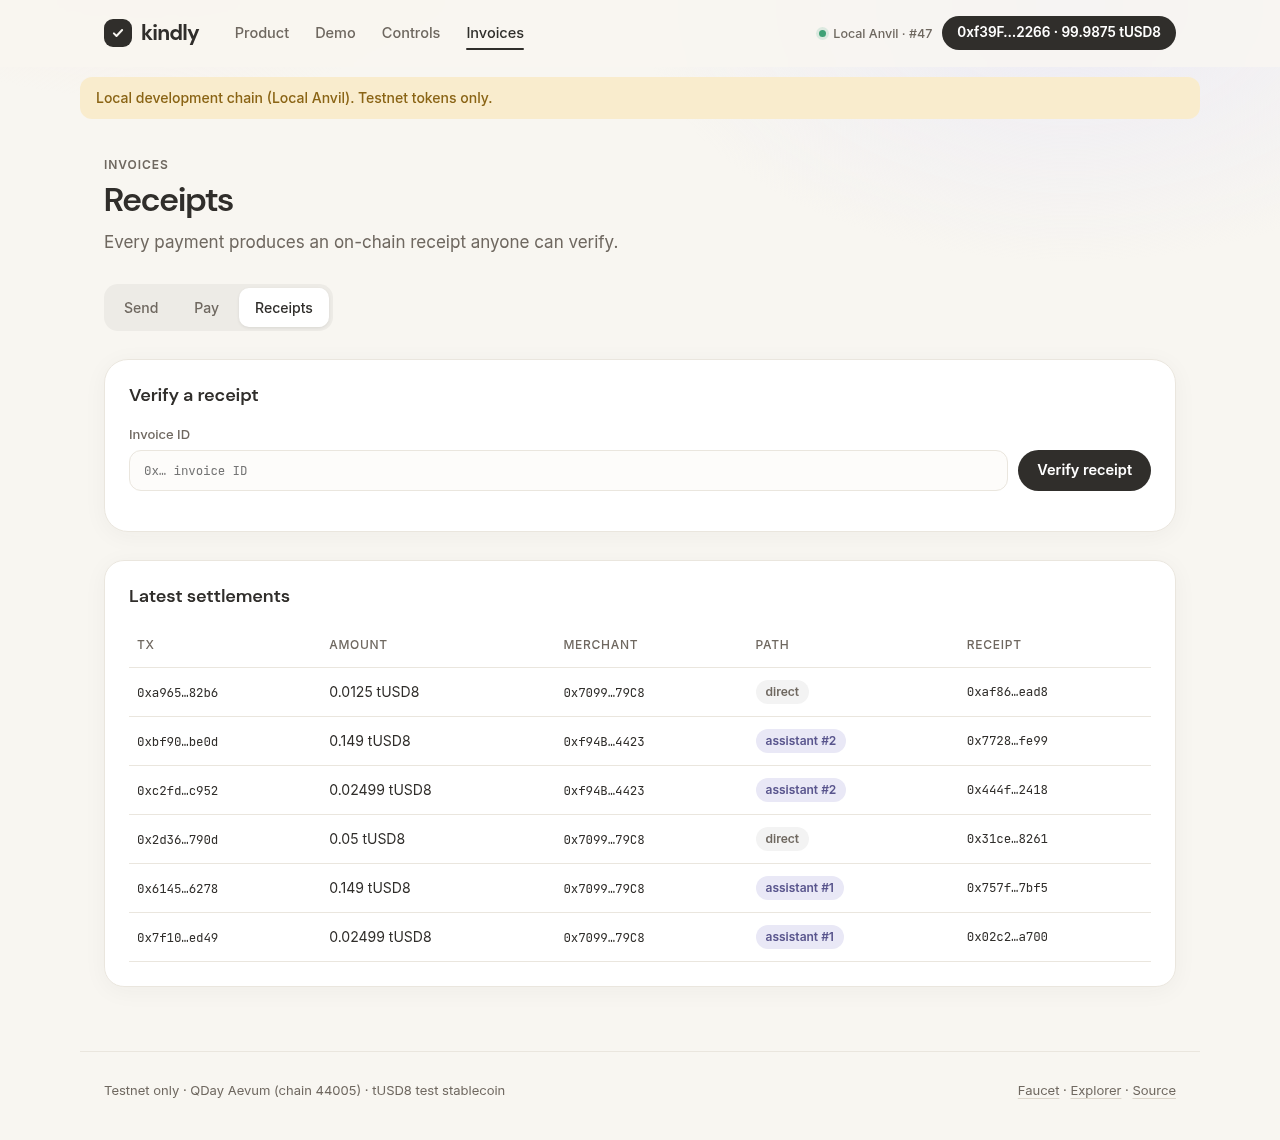 kindly Product Demo Controls Invoices Local Anvil · #47 0xf39F…2266 · 99.9875 tUSD8
Local development chain (Local Anvil). Testnet tokens only.
INVOICES
Receipts
Every payment produces an on-chain receipt anyone can verify.
Send Pay Receipts
Verify a receipt
Invoice ID
0x… invoice ID Verify receipt
Latest settlements
TX AMOUNT MERCHANT PATH RECEIPT
0xa965…82b6 0.0125 tUSD8 0x7099…79C8 direct 0xaf86…ead8
0xbf90…be0d 0.149 tUSD8 0xf94B…4423 assistant #2 0x7728…fe99
0xc2fd…c952 0.02499 tUSD8 0xf94B…4423 assistant #2 0x444f…2418
0x2d36…790d 0.05 tUSD8 0x7099…79C8 direct 0x31ce…8261
0x6145…6278 0.149 tUSD8 0x7099…79C8 assistant #1 0x757f…7bf5
0x7f10…ed49 0.02499 tUSD8 0x7099…79C8 assistant #1 0x02c2…a700
Testnet only · QDay Aevum (chain 44005) · tUSD8 test stablecoin Faucet · Explorer · Source